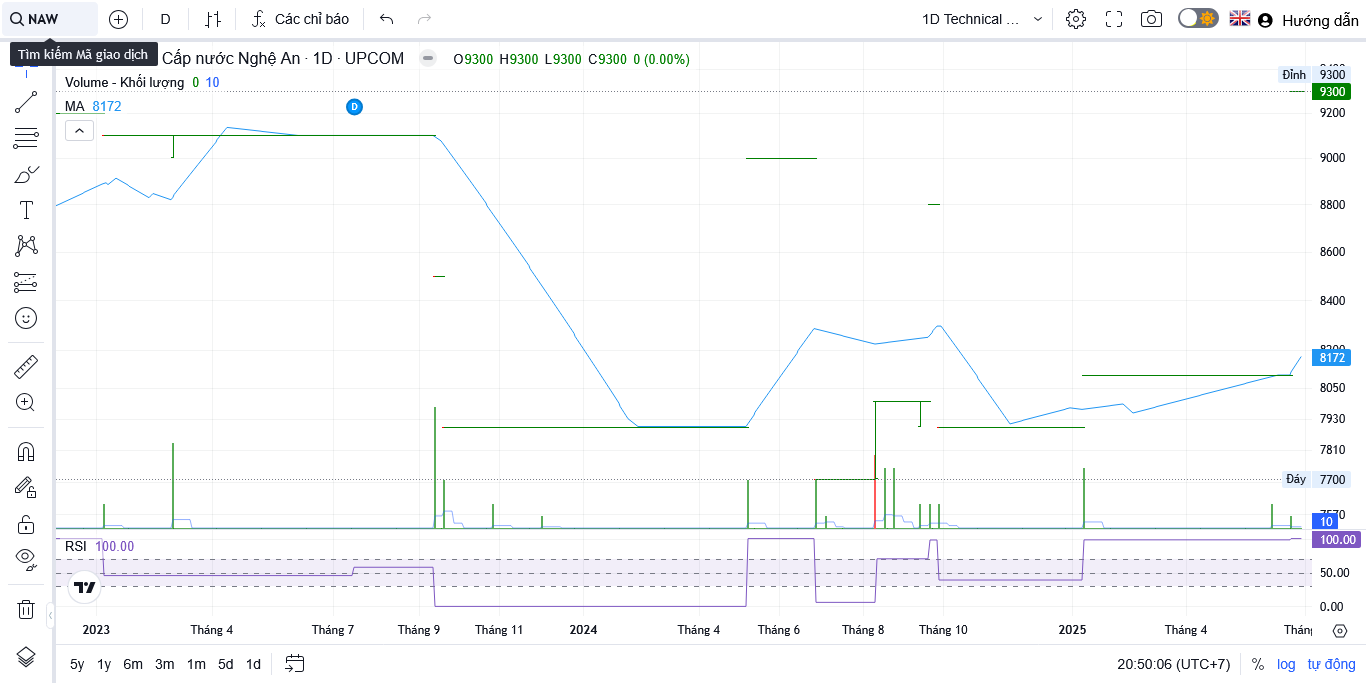 NAW D Các chỉ báo 1D Technical ... Hướng dẫn
Tìm kiếm Mã giao dịch
Cấp nước Nghệ An · 1D · UPCOM O9300 H9300 L9300 C9300 0 (0.00%)
Volume - Khối lượng 0 10
MA 8172
D
Đỉnh 9300
9300
9200
9000
8800
8600
8400
8172
8050
7930
7810
Đáy 7700
10
RSI 100.00
100.00
50.00
0.00
2023 Tháng 4 Tháng 7 Tháng 9 Tháng 11 2024 Tháng 4 Tháng 6 Tháng 8 Tháng 10 2025 Tháng 4
5y 1y 6m 3m 1m 5d 1d 20:50:06 (UTC+7) % log tự động